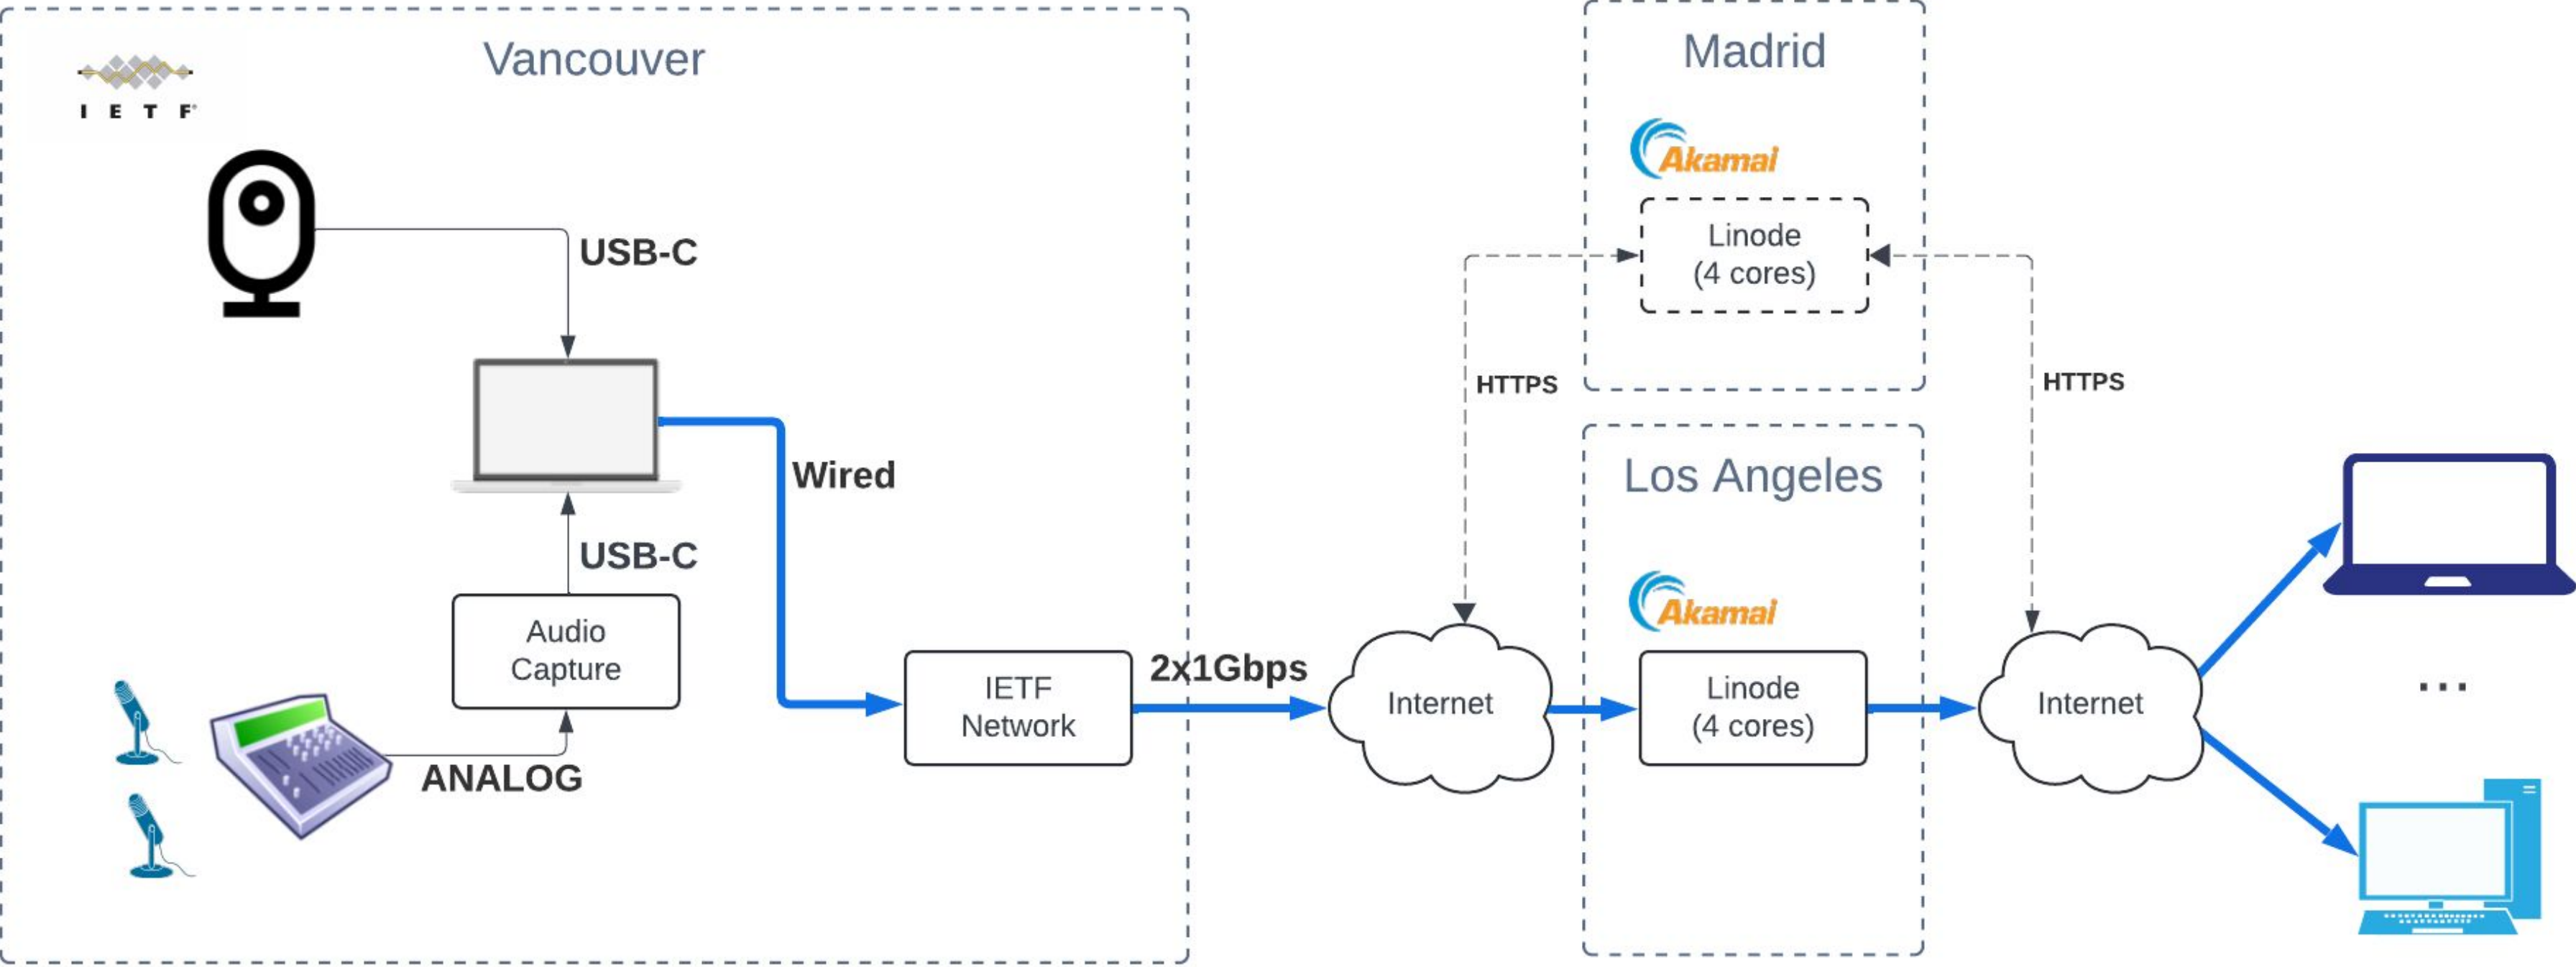 Vancouver
I E T F
USB-C
Wired
USB-C
Audio
Capture
ANALOG
IETF
Network
2x1Gbps
Internet
HTTPS
Madrid
Akamai
Linode
(4 cores)
HTTPS
Los Angeles
Akamai
Linode
(4 cores)
Internet
...